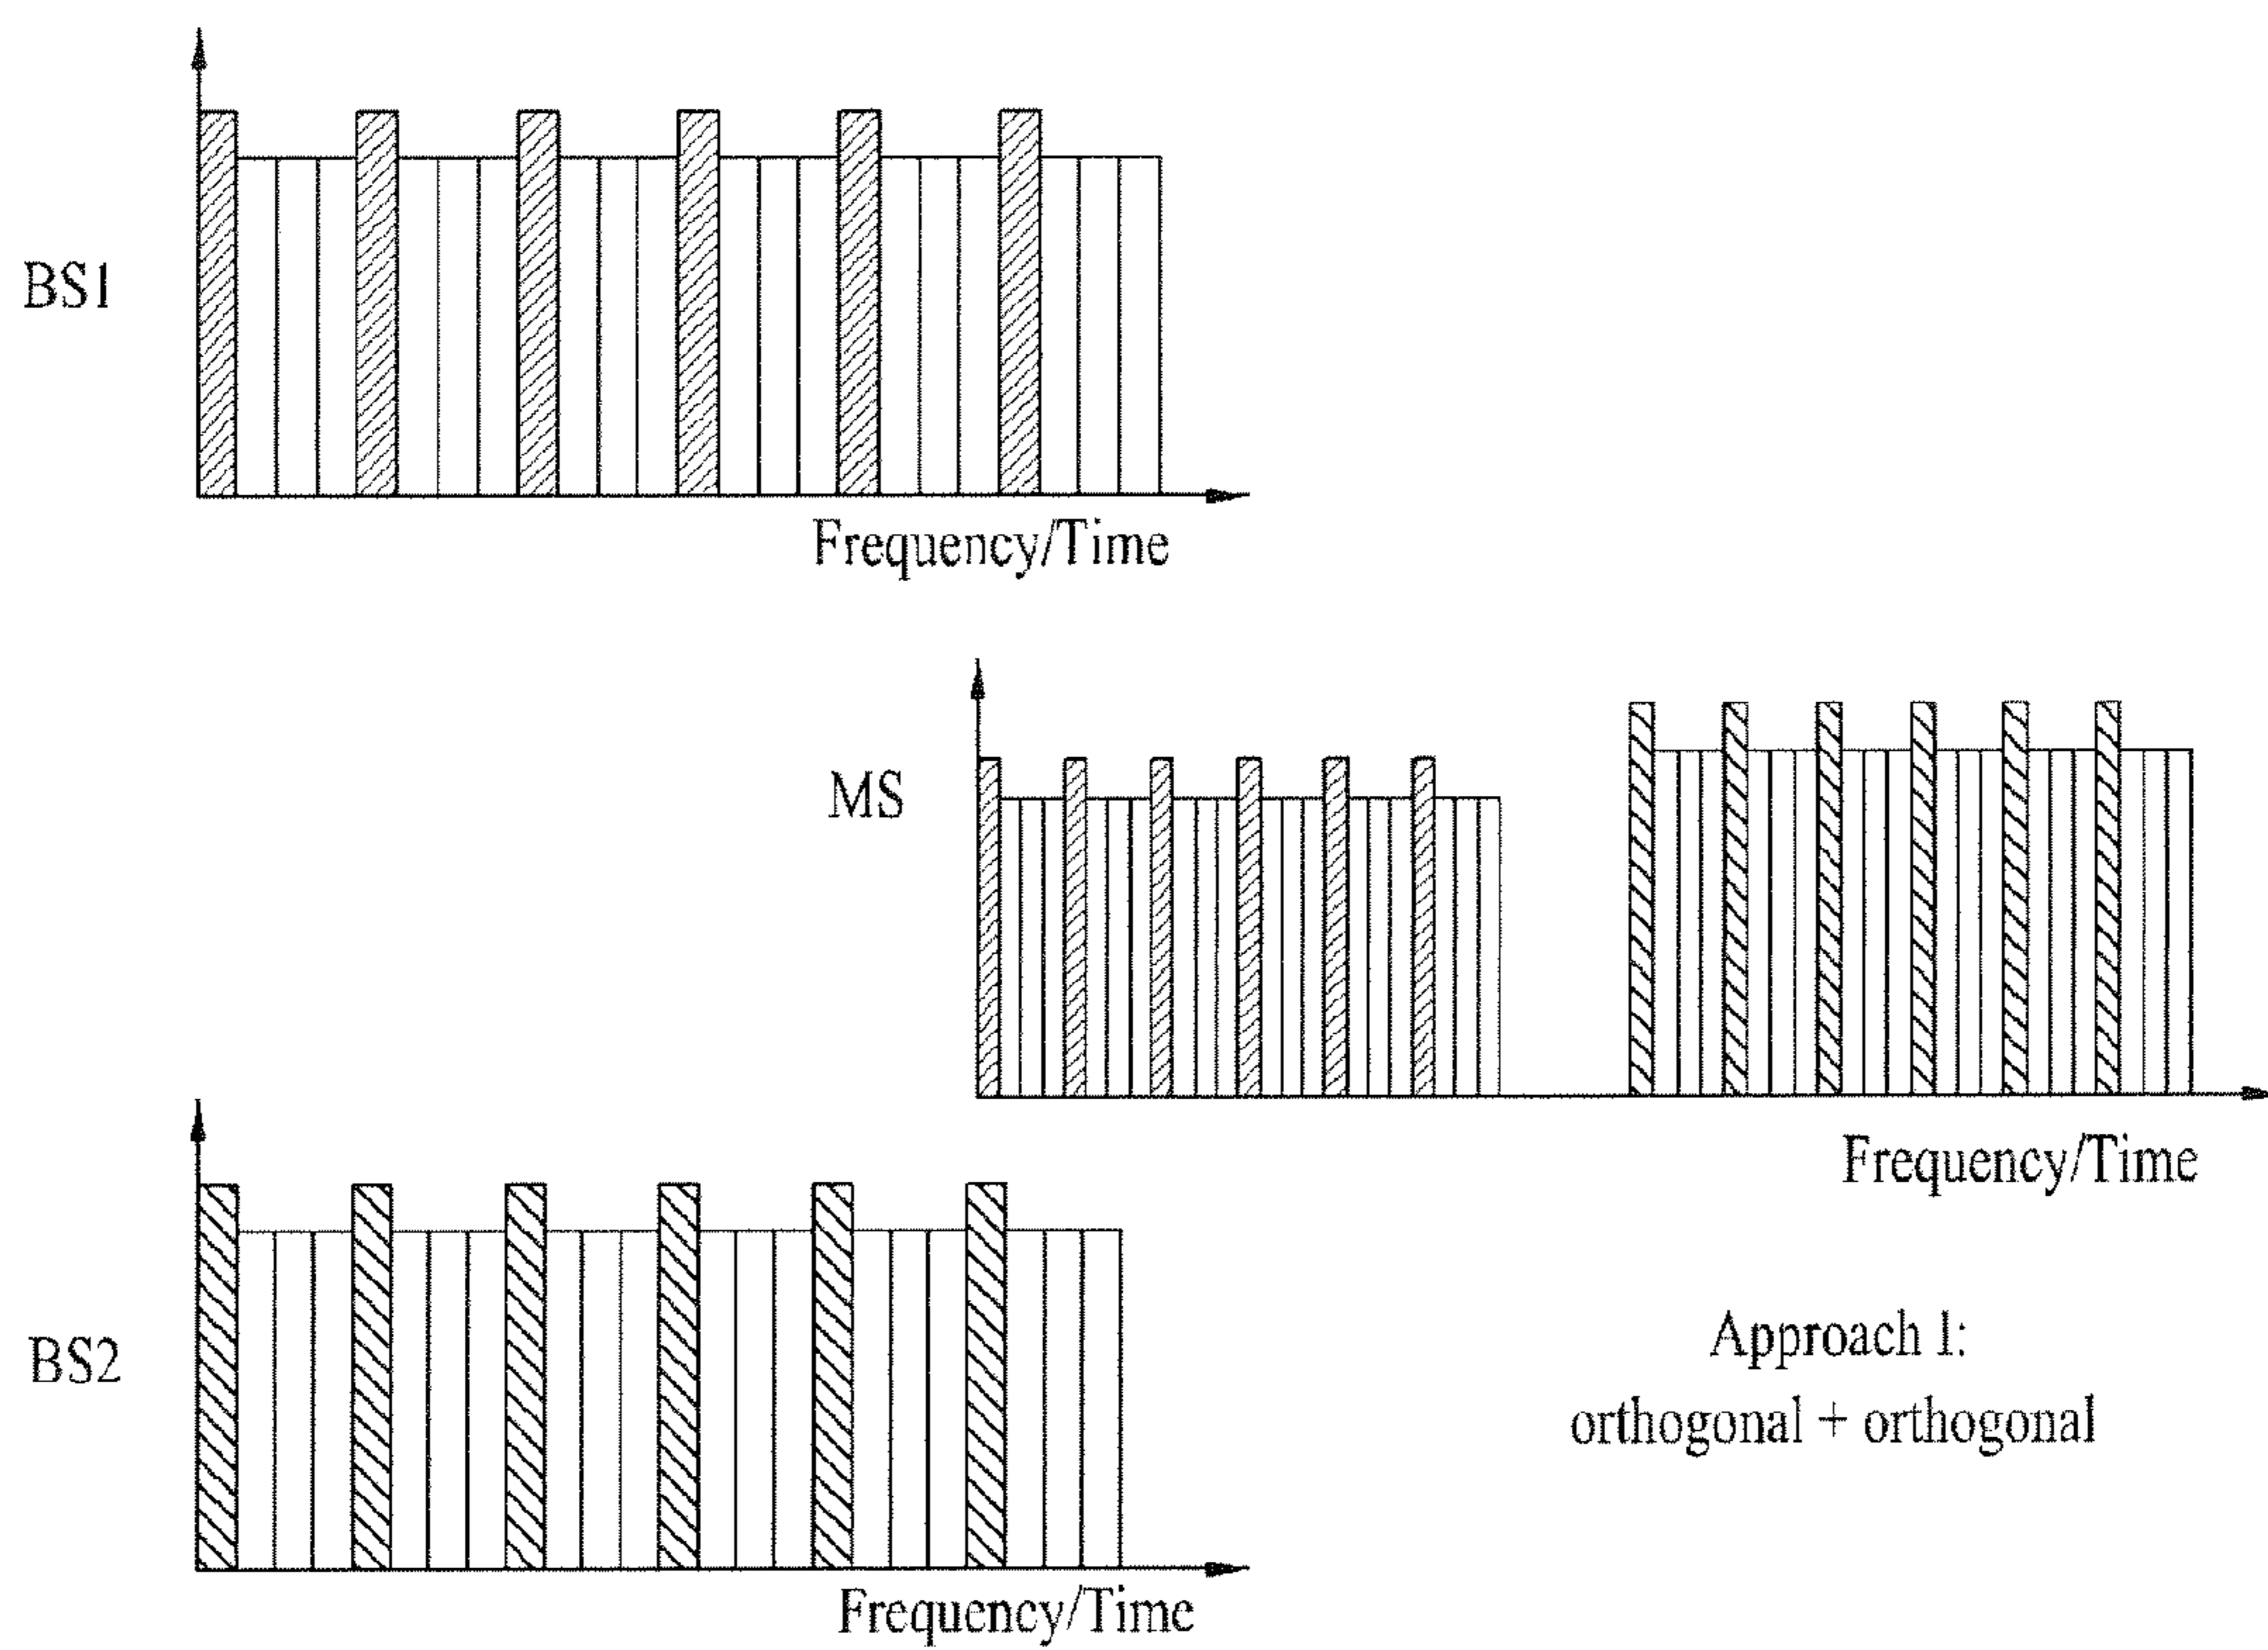 BS1
Frequency/Time
MS
Frequency/Time
BS2
Frequency/Time
Approach 1:
orthogonal + orthogonal